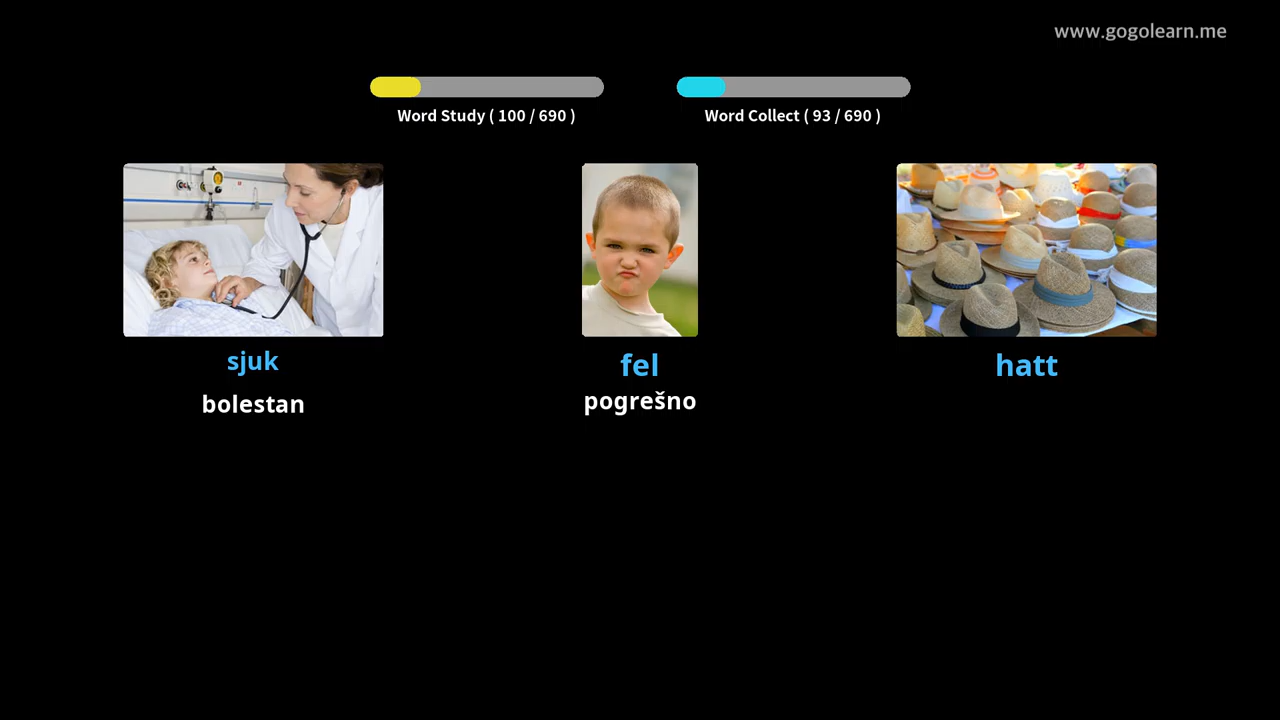 www.gogolearn.me
Word Study ( 100 / 690 )
Word Collect ( 93 / 690 )
sjuk
fel
hatt
bolestan
pogrešno